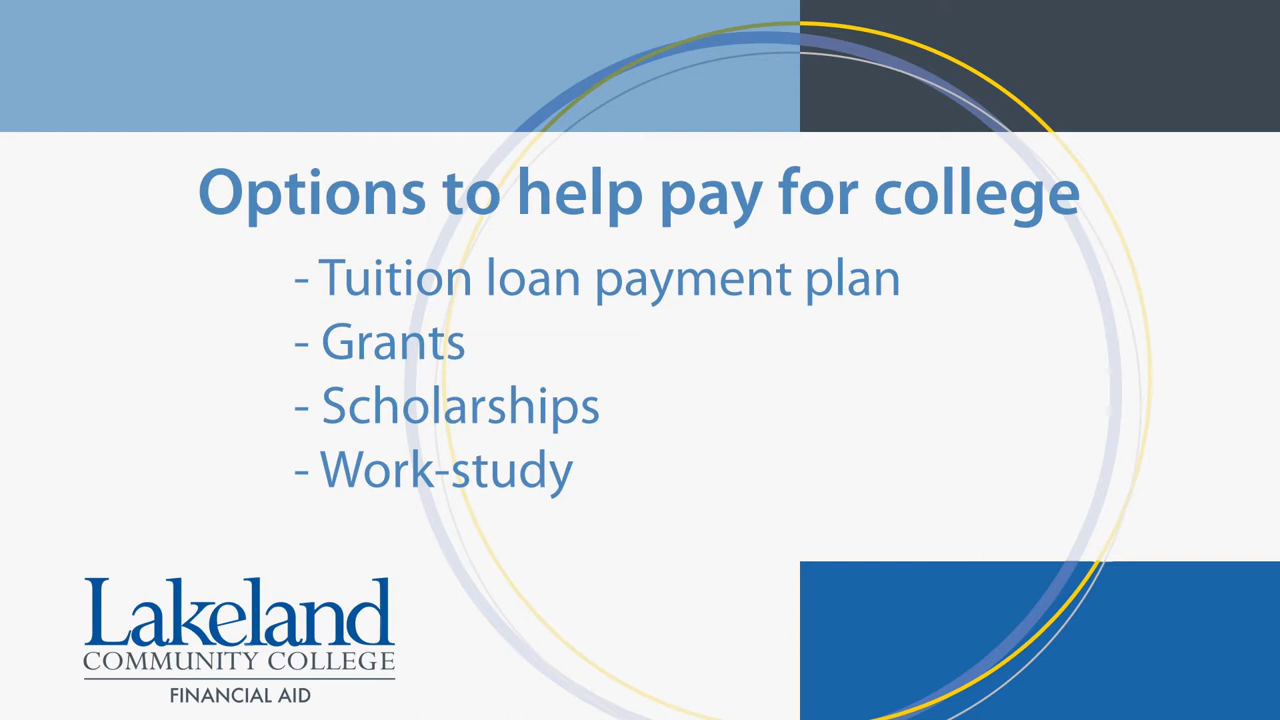 Options to help pay for college
- Tuition loan payment plan
- Grants
- Scholarships
- Work-study
Lakeland
COMMUNITY COLLEGE
FINANCIAL AID